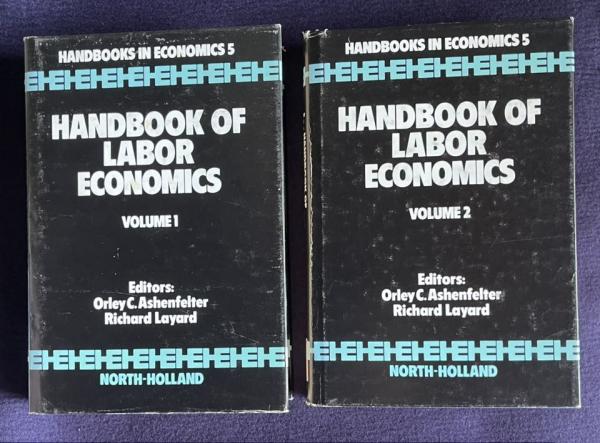 HANDBOOKS IN ECONOMICS 5
HANDBOOK OF
LABOR
ECONOMICS
VOLUME 1
Editors:
Orley C. Ashenfelter
Richard Layard
NORTH-HOLLAND
HANDBOOKS IN ECONOMICS 5
HANDBOOK OF
LABOR
ECONOMICS
VOLUME 2
Editors:
Orley C. Ashenfelter
Richard Layard
NORTH-HOLLAND